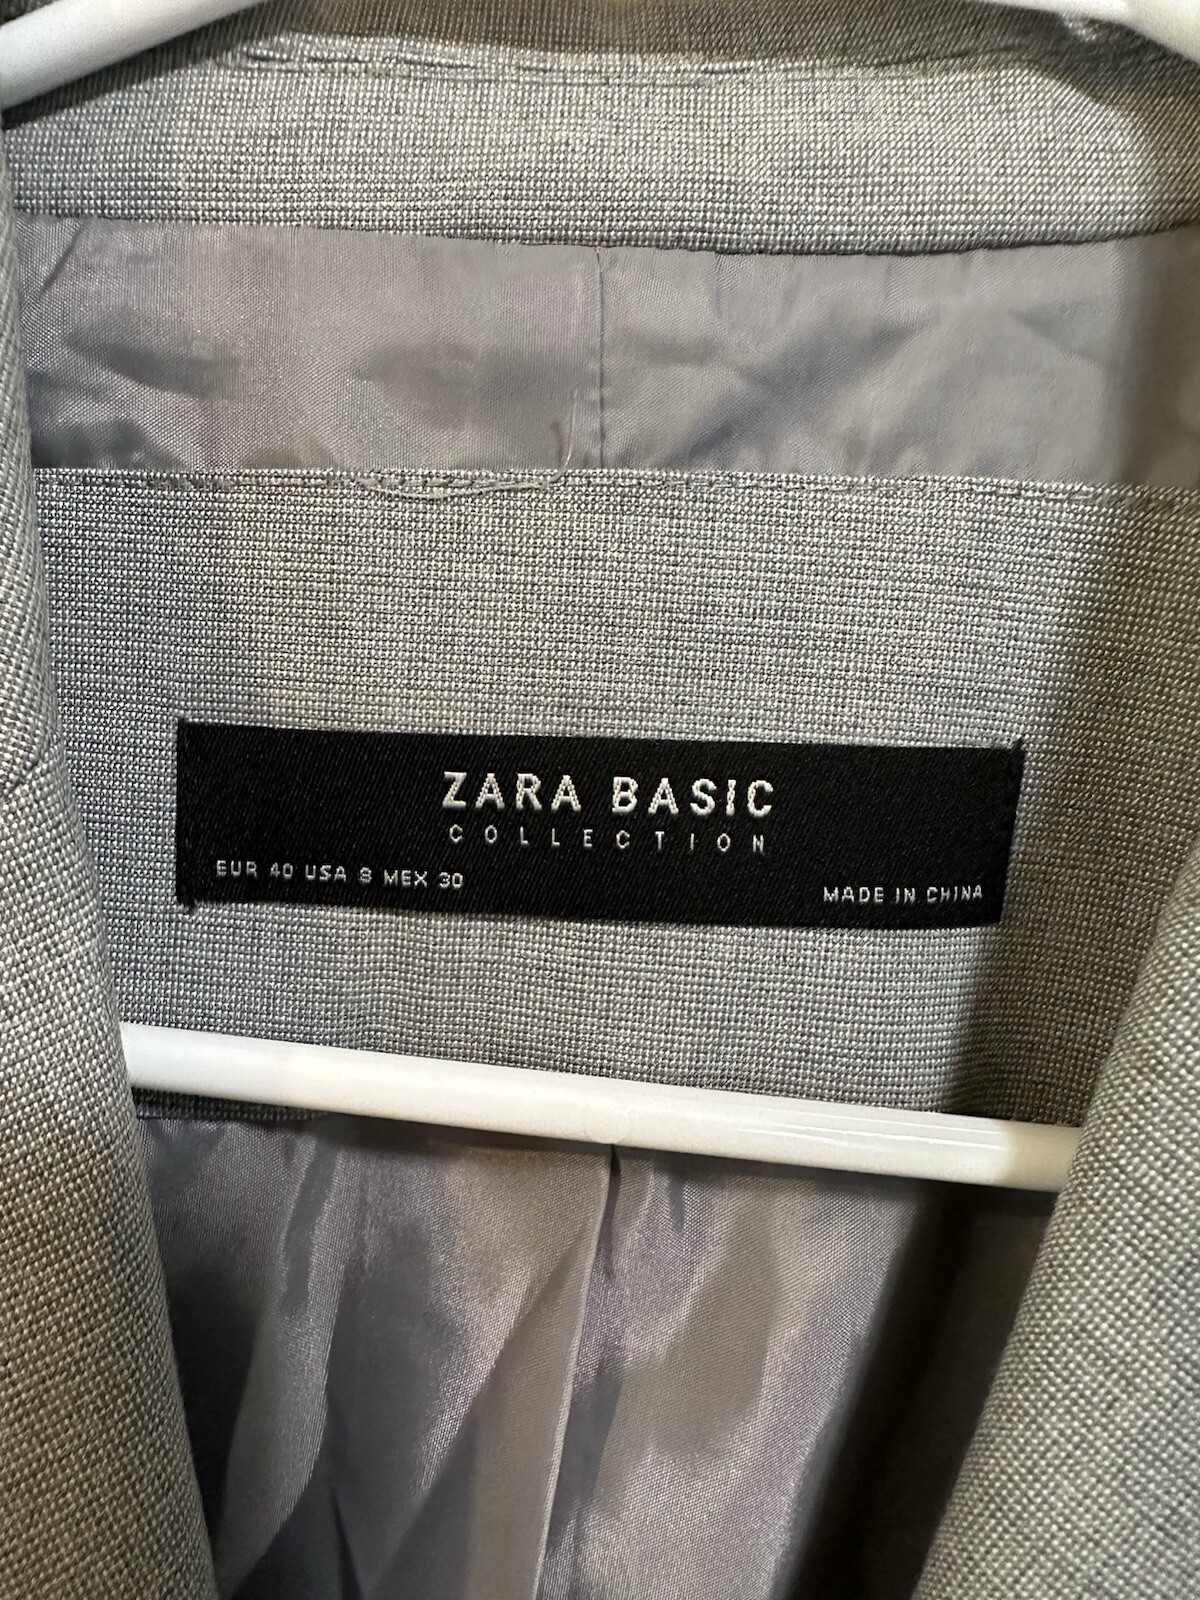 ZARA BASIC
COLLECTION
EUR 40 USA 8 MEX 30
MADE IN CHINA